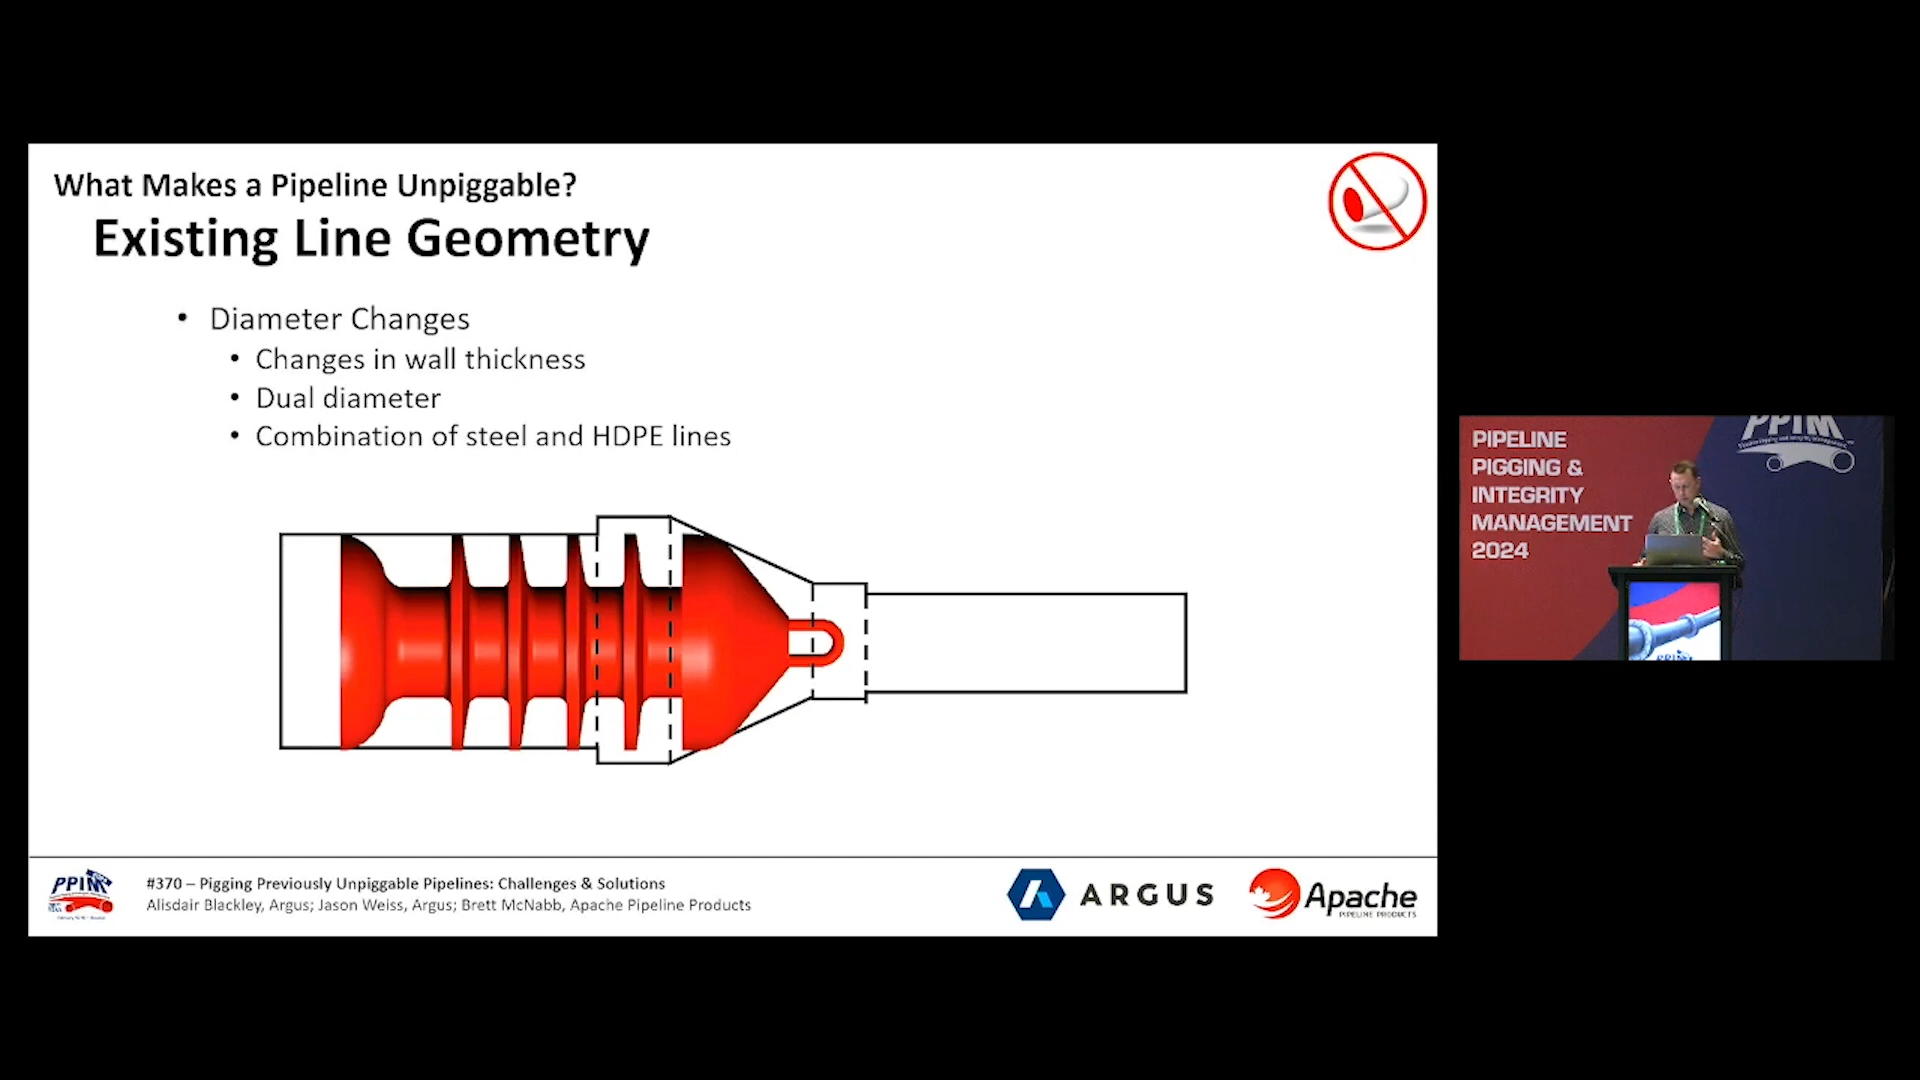 What Makes a Pipeline Unpiggable?
Existing Line Geometry
• Diameter Changes
• Changes in wall thickness
• Dual diameter
• Combination of steel and HDPE lines
PPIM
#370 – Pigging Previously Unpiggable Pipelines: Challenges & Solutions
Alisdair Blackley, Argus; Jason Weiss, Argus; Brett McNabb, Apache Pipeline Products
ARGUS
Apache
PIPELINE PRODUCTS
PIPELINE
PIGGING &
INTEGRITY
MANAGEMENT
2024
PPIM
PPIM